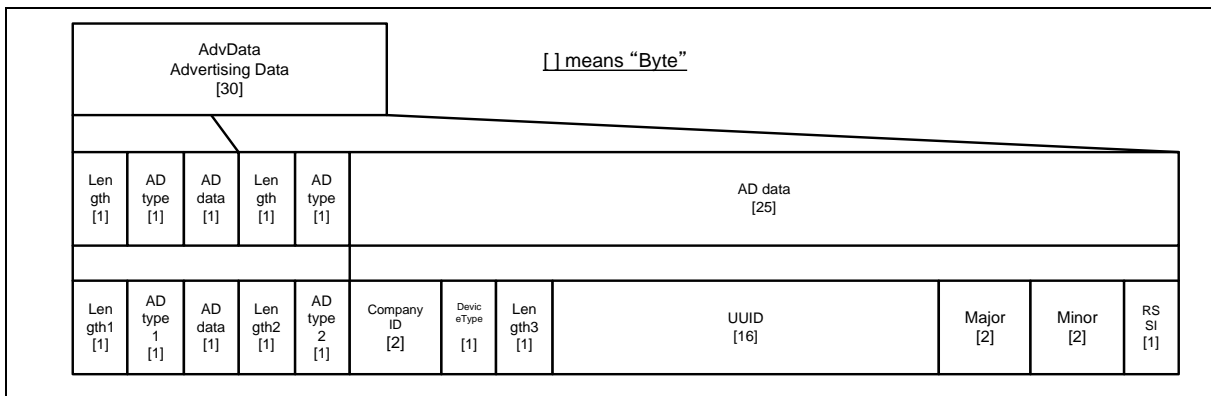 AdvData
Advertising Data
[30]
[ ] means “Byte”
Len
gth
[1]
AD
type
[1]
AD
data
[1]
Len
gth
[1]
AD
type
[1]
AD data
[25]
Len
gth1
[1]
AD
type
1
[1]
AD
data
[1]
Len
gth2
[1]
AD
type
2
[1]
Company
ID
[2]
Devic
eType
[1]
Len
gth3
[1]
UUID
[16]
Major
[2]
Minor
[2]
RS
SI
[1]